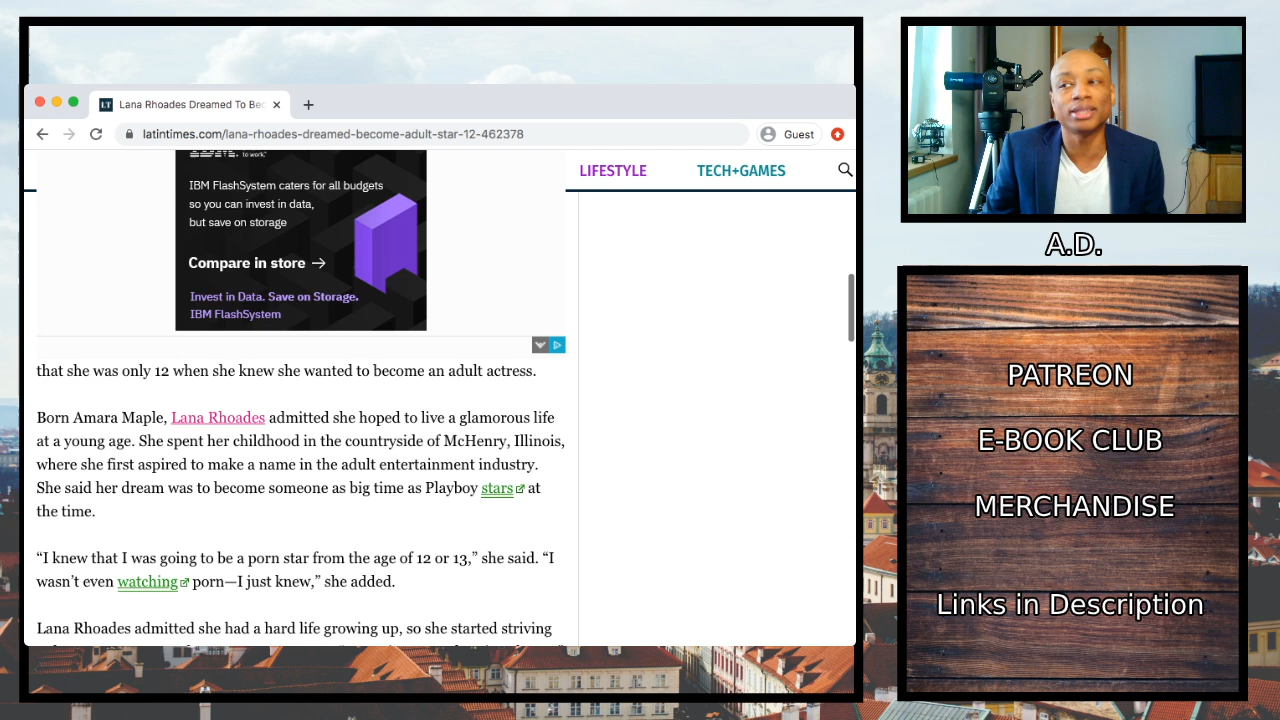 Lana Rhoades Dreamed To Bec
latintimes.com/lana-rhoades-dreamed-become-adult-star-12-462378
Guest
to work
IBM FlashSystem caters for all budgets
so you can invest in data,
but save on storage
Compare in store →
Invest in Data. Save on Storage.
IBM FlashSystem
LIFESTYLE
TECH+GAMES
that she was only 12 when she knew she wanted to become an adult actress.
Born Amara Maple, Lana Rhoades admitted she hoped to live a glamorous life
at a young age. She spent her childhood in the countryside of McHenry, Illinois,
where she first aspired to make a name in the adult entertainment industry.
She said her dream was to become someone as big time as Playboy stars at
the time.
“I knew that I was going to be a porn star from the age of 12 or 13,” she said. “I
wasn’t even watching porn—I just knew,” she added.
Lana Rhoades admitted she had a hard life growing up, so she started striving
A.D.
PATREON
E-BOOK CLUB
MERCHANDISE
Links in Description